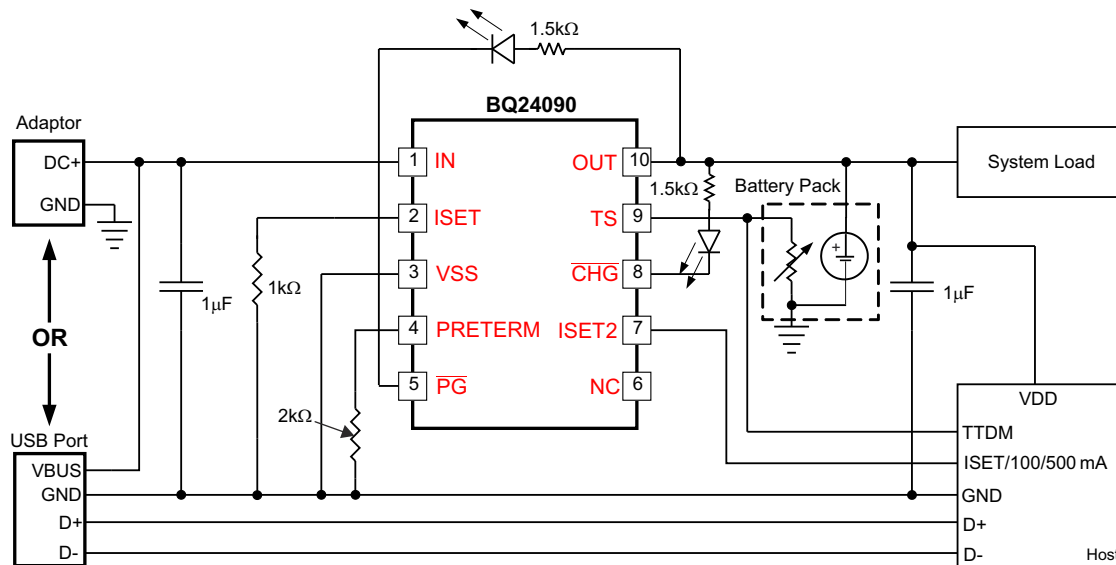 1.5kΩ
BQ24090
Adaptor
DC+
GND
1 IN
OUT 10
System Load
1.5kΩ
Battery Pack
2 ISET
TS 9
3 VSS
CHG 8
+
1kΩ
1μF
1μF
OR
4 PRETERM
ISET2 7
5 PG
NC 6
VDD
2kΩ
USB Port
TTDM
VBUS
ISET/100/500 mA
GND
GND
D+
D+
D-
D-
Host